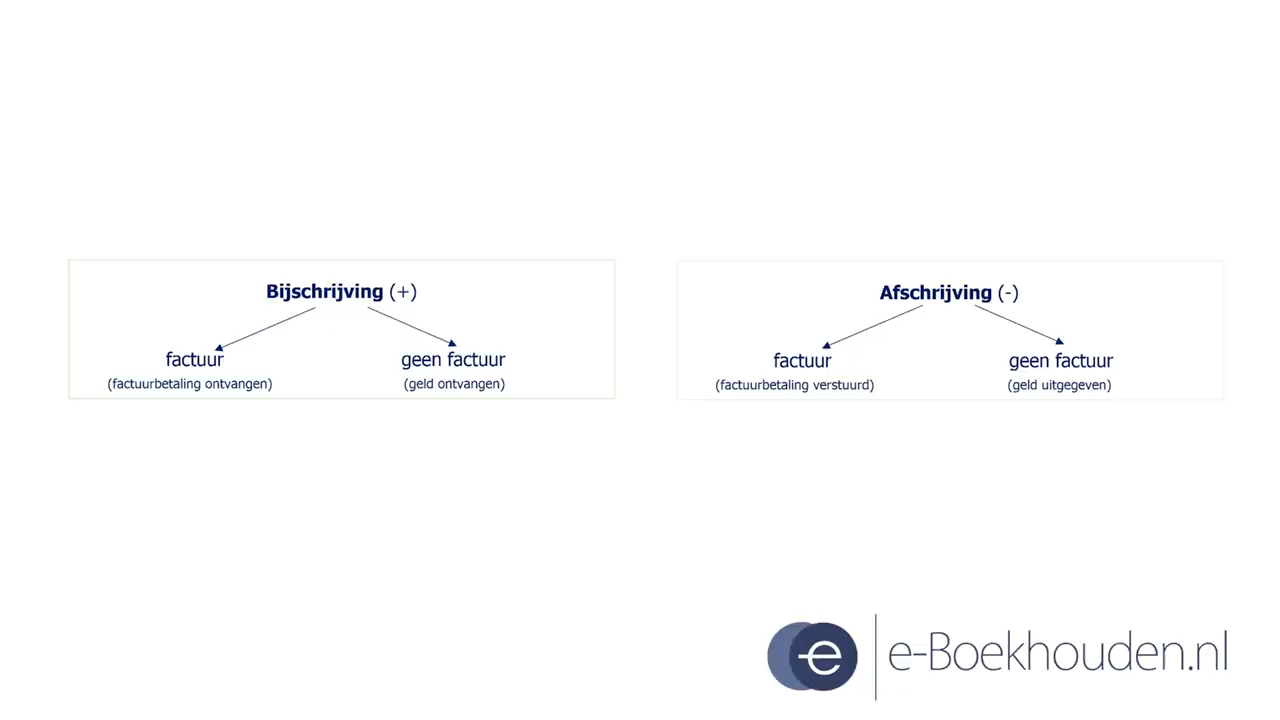 Bijschrijving (+)
factuur
(factuurbetaling ontvangen)
geen factuur
(geld ontvangen)
Afschrijving (-)
factuur
(factuurbetaling verstuurd)
geen factuur
(geld uitgegeven)
e e-Boekhouden.nl